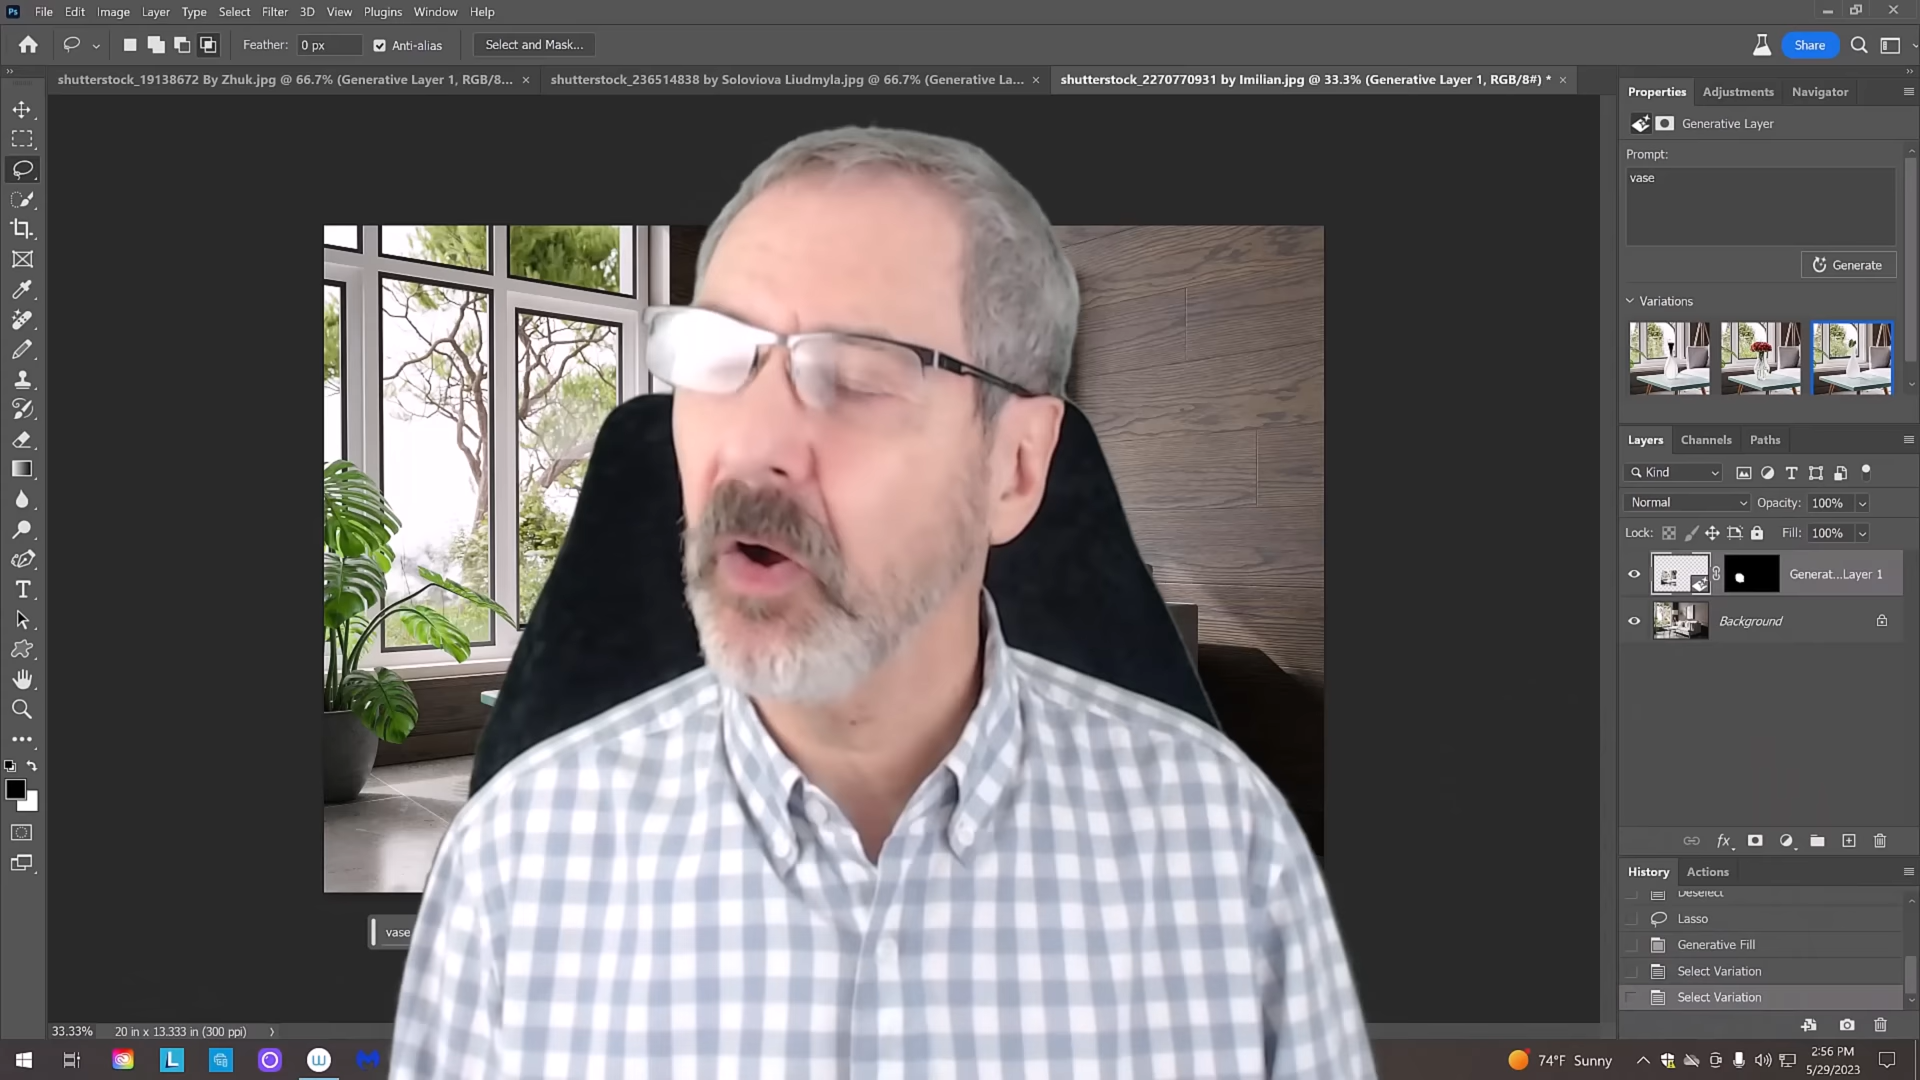 Ps File Edit Image Layer Type Select Filter 3D View Plugins Window Help
Feather: 0 px Anti-alias Select and Mask... Share
shutterstock_19138672 By Zhuk.jpg @ 66.7% (Generative Layer 1, RGB/8... × shutterstock_236514838 by Soloviova Liudmyla.jpg @ 66.7% (Generative La... × shutterstock_2270770931 by Imilian.jpg @ 33.3% (Generative Layer 1, RGB/8#) * ×
Properties Adjustments Navigator
Generative Layer
Prompt:
vase
Generate
Variations
Layers Channels Paths
Kind
Normal Opacity: 100%
Lock: Fill: 100%
Generat...Layer 1
Background
History Actions
Deselect
Lasso
Generative Fill
Select Variation
Select Variation
vase
33.33% 20 in x 13.333 in (300 ppi)
74°F Sunny
2:56 PM
5/29/2023